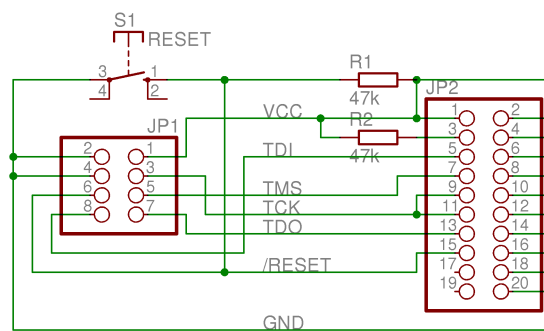 S1
RESET
3 1
4 2
R1
47k
JP2
VCC
R2
47k
JP1
TDI
TMS
TCK
TDO
/RESET
GND
2 1
4 3
6 5
8 7
1 2
3 4
5 6
7 8
9 10
11 12
13 14
15 16
17 18
19 20